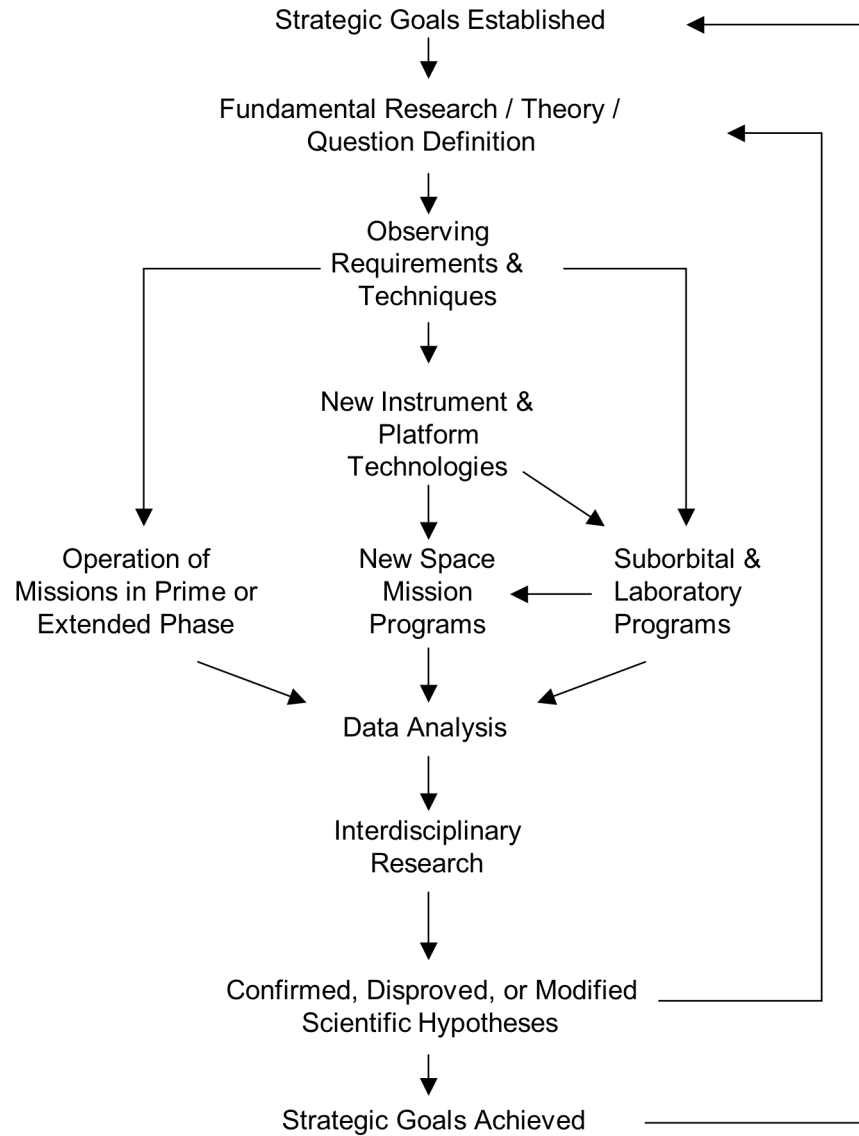 Strategic Goals Established
Fundamental Research / Theory /
Question Definition
Observing
Requirements &
Techniques
New Instrument &
Platform
Technologies
Operation of
Missions in Prime or
Extended Phase
New Space
Mission
Programs
Suborbital &
Laboratory
Programs
Data Analysis
Interdisciplinary
Research
Confirmed, Disproved, or Modified
Scientific Hypotheses
Strategic Goals Achieved